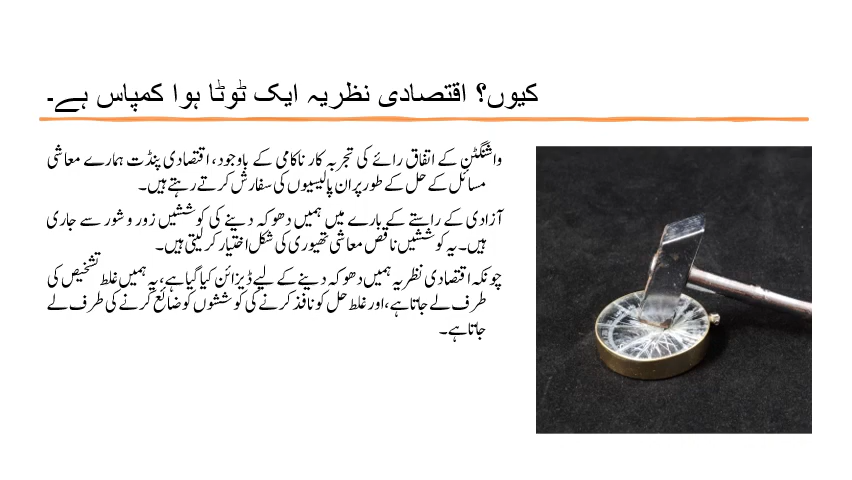 کیوں؟ اقتصادی نظریہ ایک ٹوٹا ہوا کمپاس ہے۔
واشنگٹن کے اتفاق رائے کی تجربہ کار ناکامی کے باوجود، اقتصادی پنڈت ہمارے معاشی
مسائل کے حل کے طور پر ان پالیسیوں کی سفارش کرتے رہتے ہیں۔
آزادی کے راستے کے بارے میں ہمیں دھوکہ دینے کی کوششیں زور و شور سے جاری
ہیں۔ یہ کوششیں ناقص معاشی تھیوری کی شکل اختیار کر لیتی ہیں۔
چونکہ اقتصادی نظریہ ہمیں دھوکہ دینے کے لیے ڈیزائن کیا گیا ہے، یہ ہمیں غلط تشخیص کی
طرف لے جاتا ہے، اور غلط حل کو نافذ کرنے کی کوششوں کو ضائع کرنے کی طرف لے
جاتا ہے۔